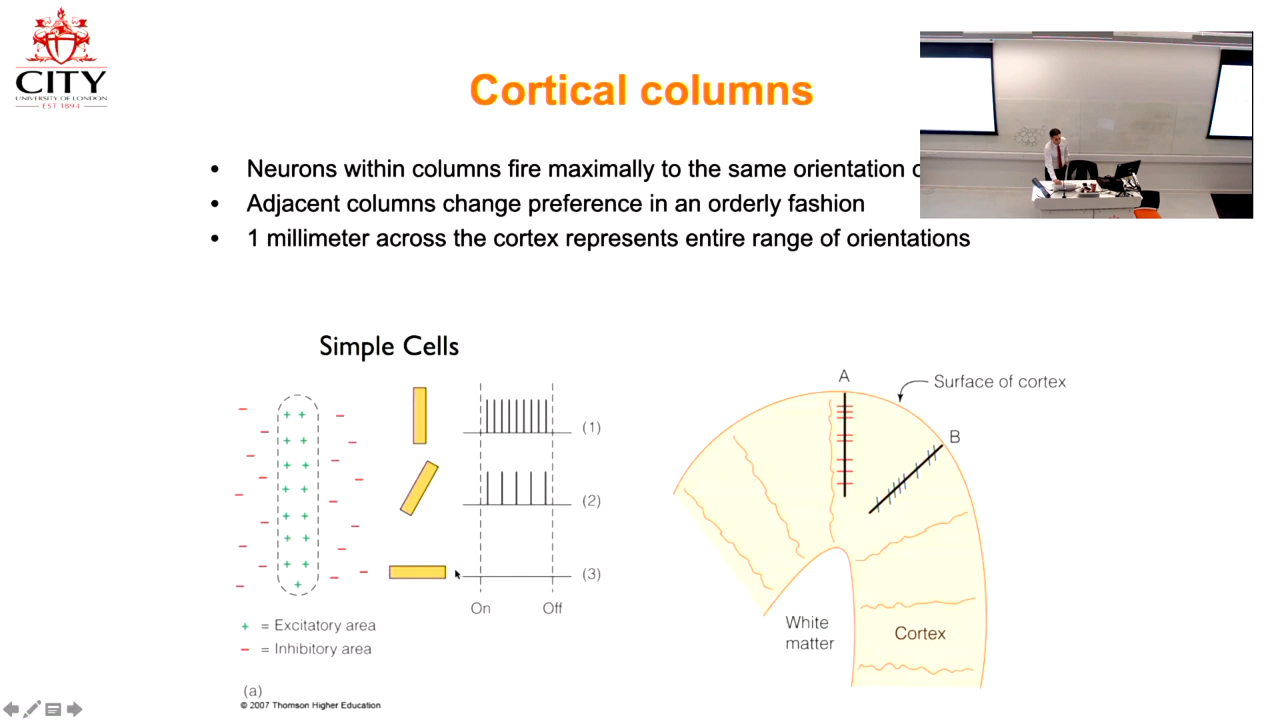 CITY
UNIVERSITY OF LONDON
EST 1894
Cortical columns
• Neurons within columns fire maximally to the same orientation
• Adjacent columns change preference in an orderly fashion
• 1 millimeter across the cortex represents entire range of orientations
Simple Cells
(1)
(2)
(3)
On Off
+ = Excitatory area
− = Inhibitory area
(a)
© 2007 Thomson Higher Education
A
Surface of cortex
B
White
matter
Cortex